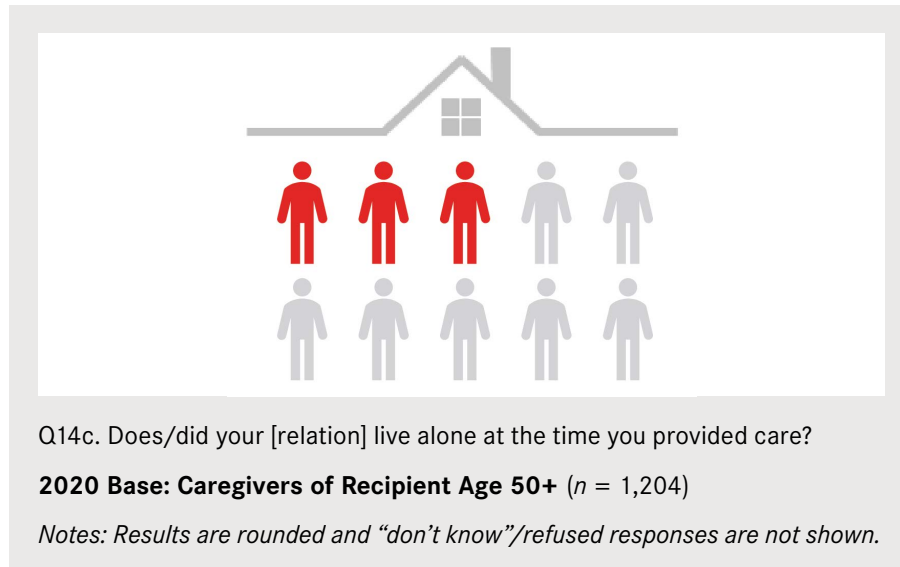 Q14c. Does/did your [relation] live alone at the time you provided care?
2020 Base: Caregivers of Recipient Age 50+ (n = 1,204)
Notes: Results are rounded and “don’t know”/refused responses are not shown.